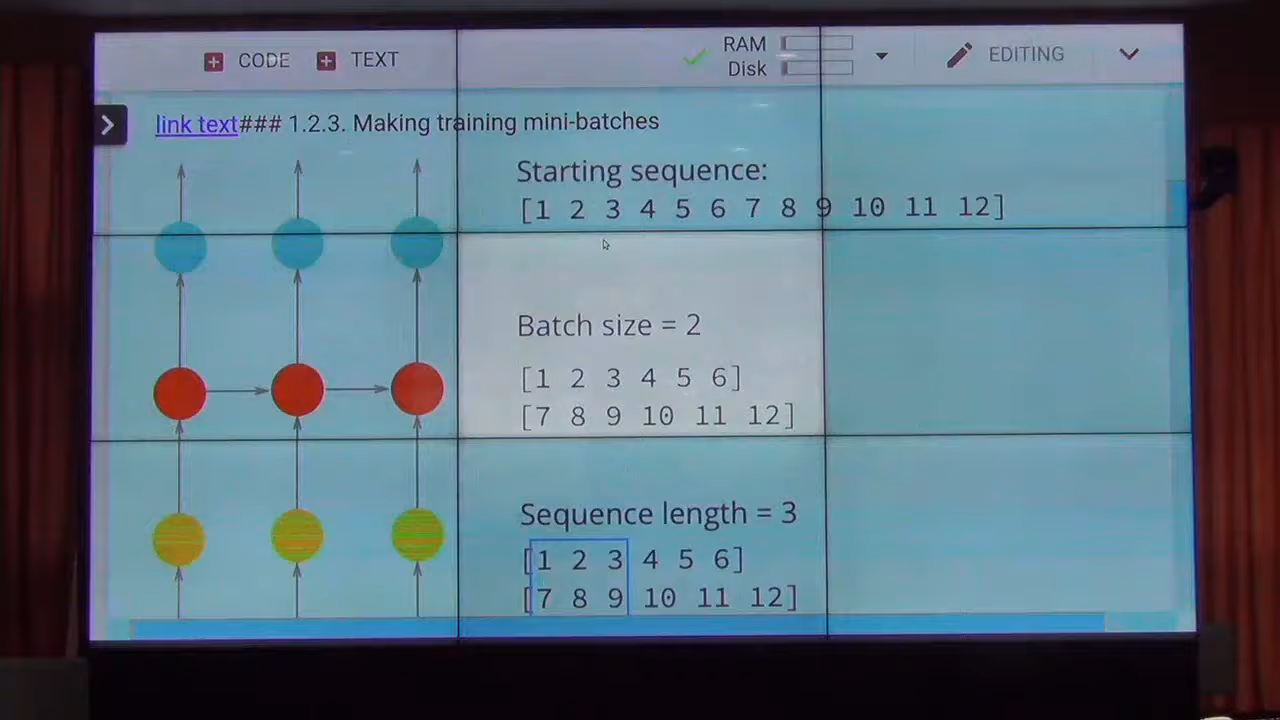 CODE TEXT RAM Disk EDITING
link text### 1.2.3. Making training mini-batches
Starting sequence:
[1 2 3 4 5 6 7 8 9 10 11 12]
Batch size = 2
[1 2 3 4 5 6]
[7 8 9 10 11 12]
Sequence length = 3
[1 2 3 4 5 6]
[7 8 9 10 11 12]